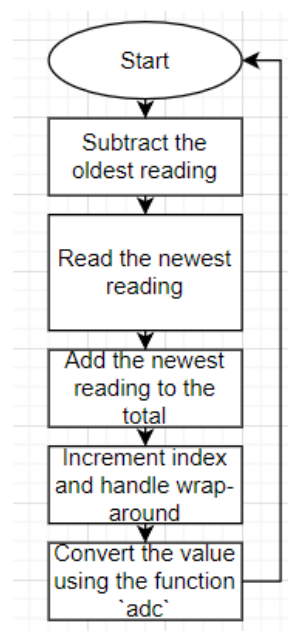 Start
Subtract the
oldest reading
Read the newest
reading
Add the newest
reading to the
total
Increment index
and handle wrap-
around
Convert the value
using the function
`adc`